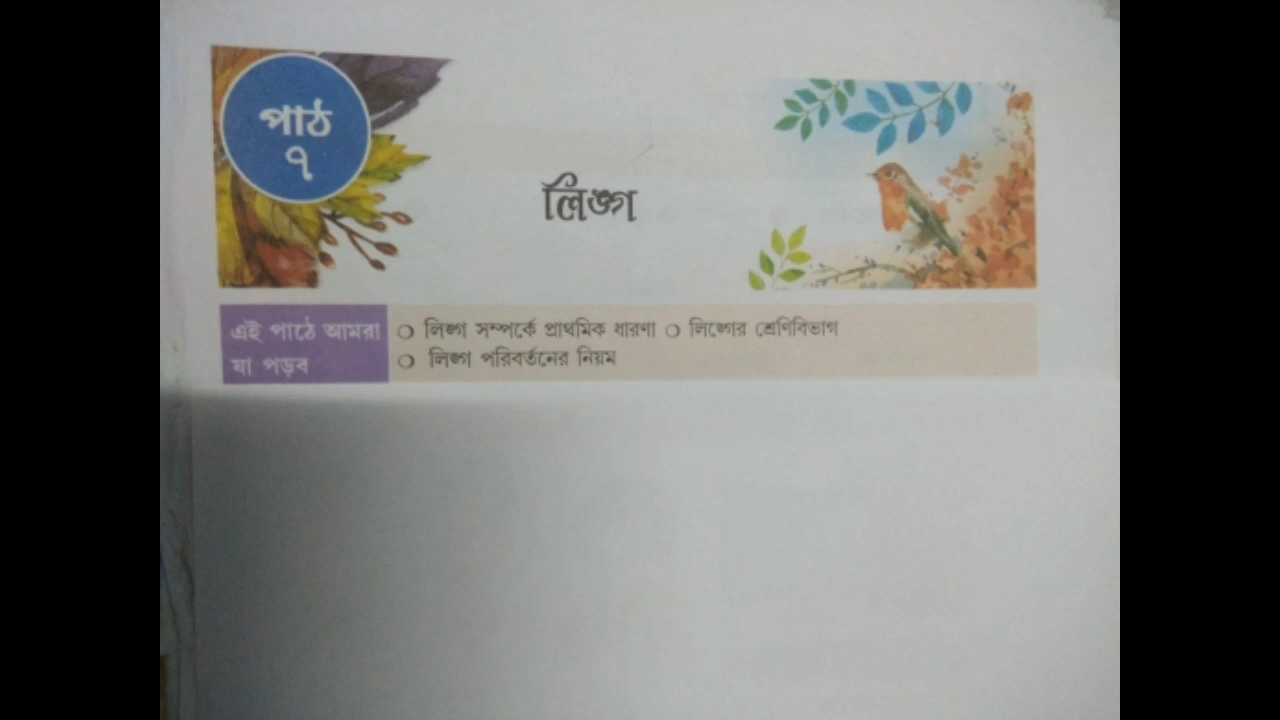 পাঠ
৭
লিঙ্গ
এই পাঠে আমরা
যা পড়ব
○ লিঙ্গ সম্পর্কে প্রাথমিক ধারণা ○ লিঙ্গের শ্রেণিবিভাগ
○ লিঙ্গ পরিবর্তনের নিয়ম